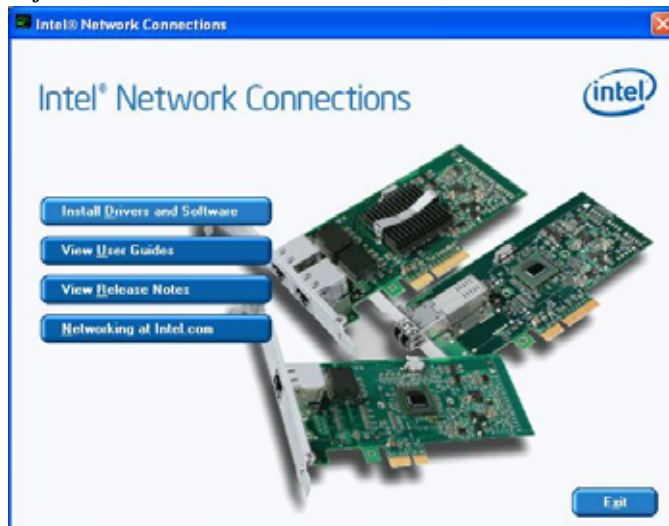 Intel® Network Connections
Intel® Network Connections
intel
Install Drivers and Software
View User Guides
View Release Notes
Networking at Intel.com
Exit